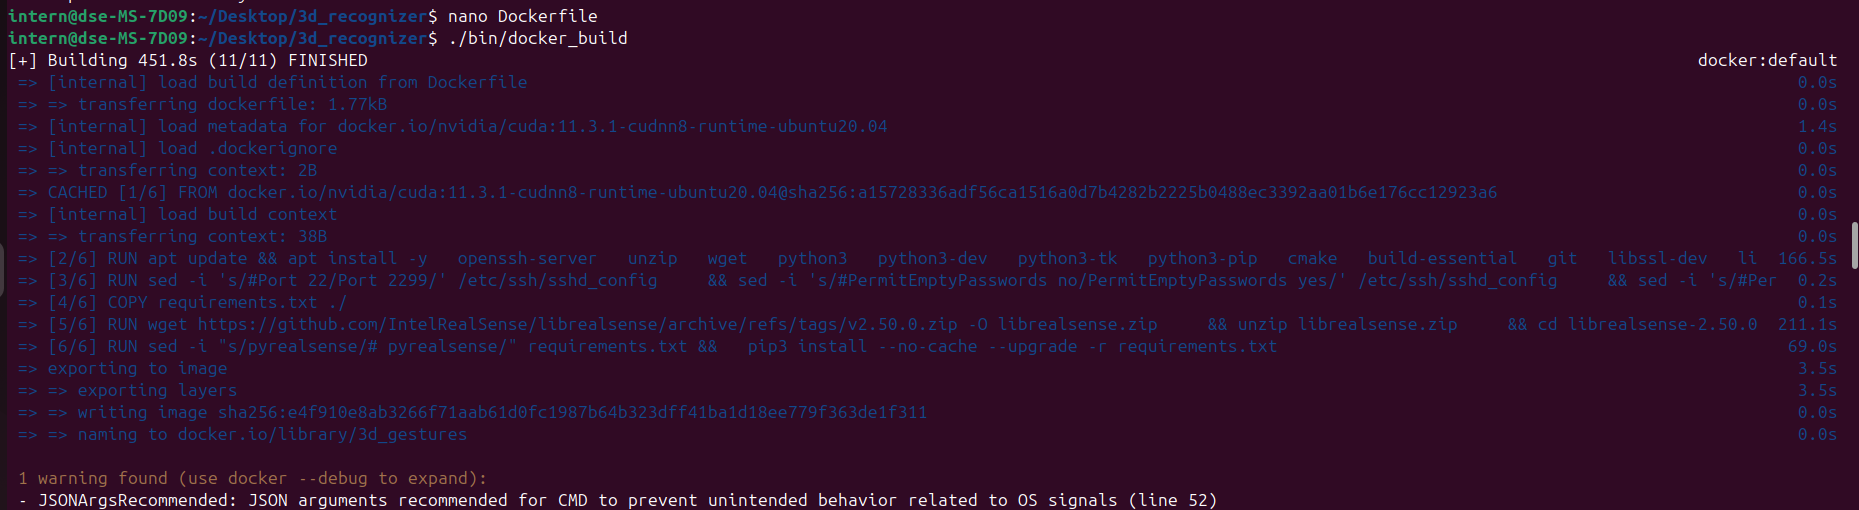 intern@dse-MS-7D09:~/Desktop/3d_recognizer$ nano Dockerfile
intern@dse-MS-7D09:~/Desktop/3d_recognizer$ ./bin/docker_build
[+] Building 451.8s (11/11) FINISHED docker:default
=> [internal] load build definition from Dockerfile 0.0s
=> => transferring dockerfile: 1.77kB 0.0s
=> [internal] load metadata for docker.io/nvidia/cuda:11.3.1-cudnn8-runtime-ubuntu20.04 1.4s
=> [internal] load .dockerignore 0.0s
=> => transferring context: 2B 0.0s
=> CACHED [1/6] FROM docker.io/nvidia/cuda:11.3.1-cudnn8-runtime-ubuntu20.04@sha256:a15728336adf56ca1516a0d7b4282b2225b0488ec3392aa01b6e176cc12923a6 0.0s
=> [internal] load build context 0.0s
=> => transferring context: 38B 0.0s
=> [2/6] RUN apt update && apt install -y openssh-server unzip wget python3 python3-dev python3-tk python3-pip cmake build-essential git libssl-dev li 166.5s
=> [3/6] RUN sed -i 's/#Port 22/Port 2299/' /etc/ssh/sshd_config && sed -i 's/#PermitEmptyPasswords no/PermitEmptyPasswords yes/' /etc/ssh/sshd_config && sed -i 's/#Per 0.2s
=> [4/6] COPY requirements.txt ./ 0.1s
=> [5/6] RUN wget https://github.com/IntelRealSense/librealsense/archive/refs/tags/v2.50.0.zip -O librealsense.zip && unzip librealsense.zip && cd librealsense-2.50.0 211.1s
=> [6/6] RUN sed -i "s/pyrealsense/# pyrealsense/" requirements.txt && pip3 install --no-cache --upgrade -r requirements.txt 69.0s
=> exporting to image 3.5s
=> => exporting layers 3.5s
=> => writing image sha256:e4f910e8ab3266f71aab61d0fc1987b64b323dff41ba1d18ee779f363de1f311 0.0s
=> => naming to docker.io/library/3d_gestures 0.0s
1 warning found (use docker --debug to expand):
- JSONArgsRecommended: JSON arguments recommended for CMD to prevent unintended behavior related to OS signals (line 52)